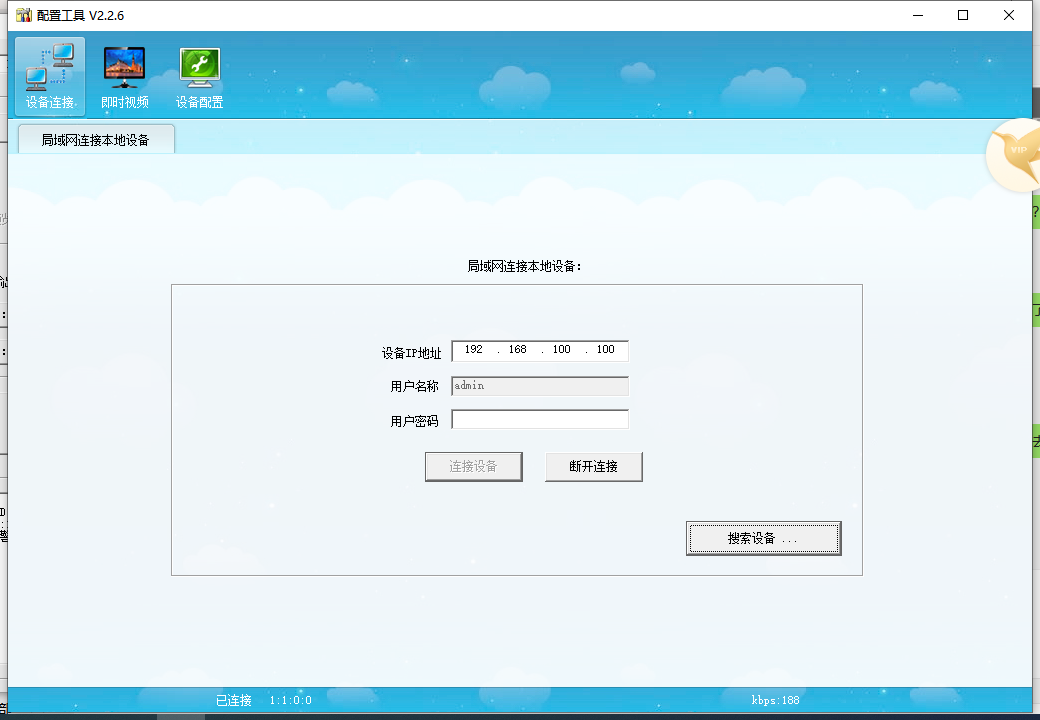 配置工具 V2.2.6
设备连接
即时视频
设备配置
局域网连接本地设备
VIP
局域网连接本地设备:
设备IP地址 192 . 168 . 100 . 100
用户名称 admin
用户密码
连接设备 断开连接
搜索设备 ...
已连接 1:1:0:0 kbps:188